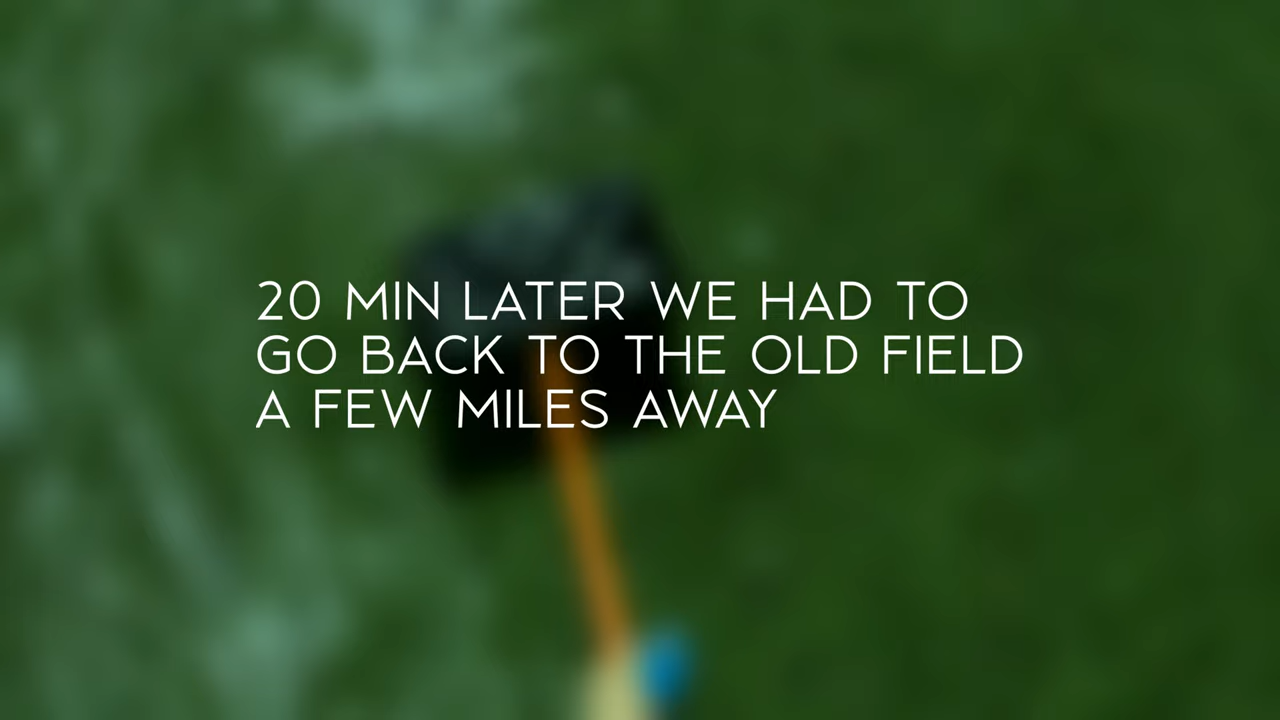 20 MIN LATER WE HAD TO
GO BACK TO THE OLD FIELD
A FEW MILES AWAY